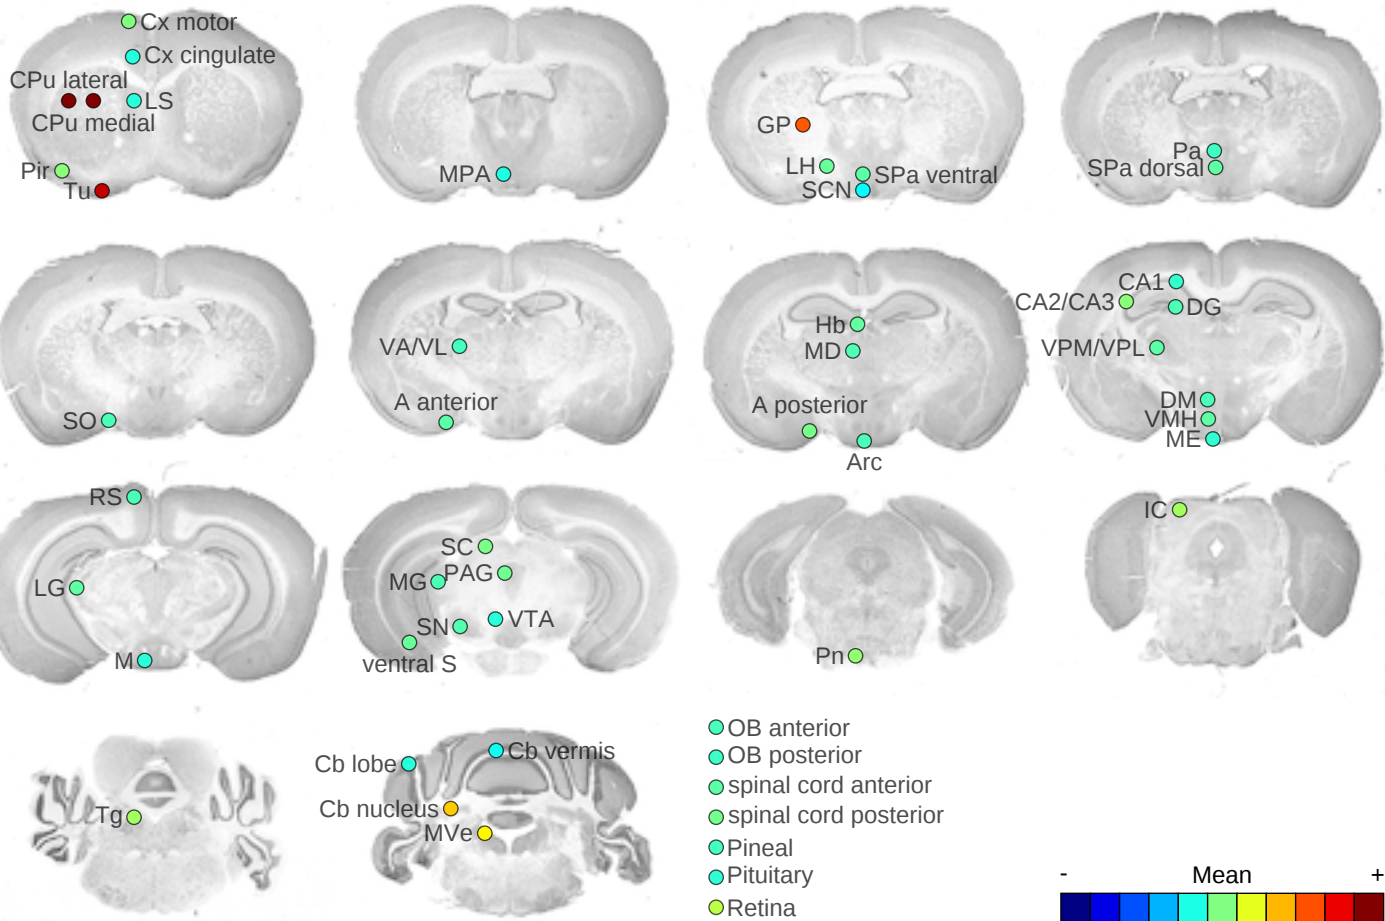 Cx motor
Cx cingulate
CPu lateral
LS
CPu medial
Pir
Tu
MPA
GP
LH
SPa ventral
SCN
Pa
SPa dorsal
SO
VA/VL
A anterior
Hb
MD
A posterior
Arc
CA1
CA2/CA3
DG
VPM/VPL
DM
VMH
ME
RS
LG
M
SC
PAG
MG
VTA
SN
ventral S
Pn
IC
Tg
Cb vermis
Cb lobe
Cb nucleus
MVe
OB anterior
OB posterior
spinal cord anterior
spinal cord posterior
Pineal
Pituitary
Retina
- Mean +